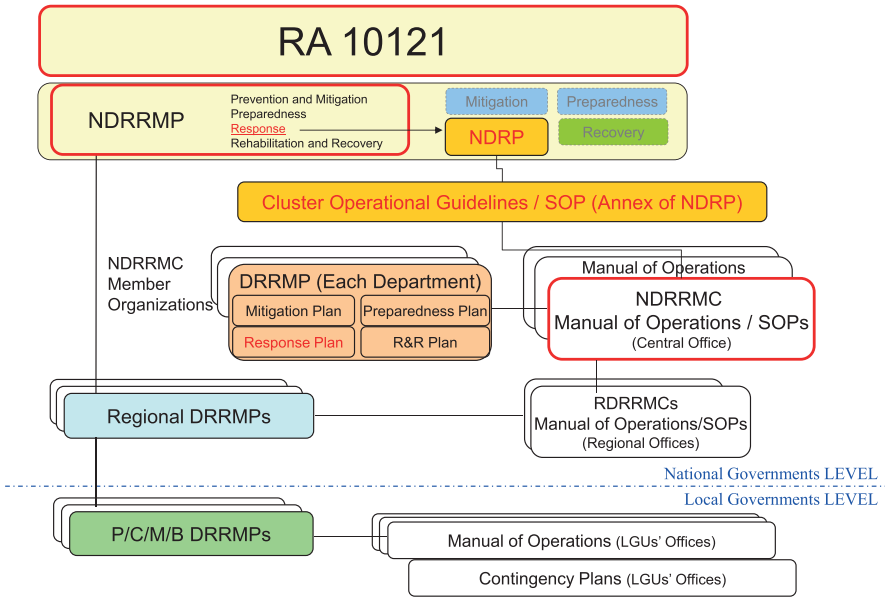 RA 10121
NDRRMP
Prevention and Mitigation
Preparedness
Response
Rehabilitation and Recovery
Mitigation
Preparedness
NDRP
Recovery
Cluster Operational Guidelines / SOP (Annex of NDRP)
NDRRMC
Member
Organizations
DRRMP (Each Department)
Mitigation Plan
Preparedness Plan
Response Plan
R&R Plan
Manual of Operations
NDRRMC
Manual of Operations / SOPs
(Central Office)
Regional DRRMPs
RDRRMCs
Manual of Operations/SOPs
(Regional Offices)
National Governments LEVEL
Local Governments LEVEL
P/C/M/B DRRMPs
Manual of Operations (LGUs' Offices)
Contingency Plans (LGUs' Offices)